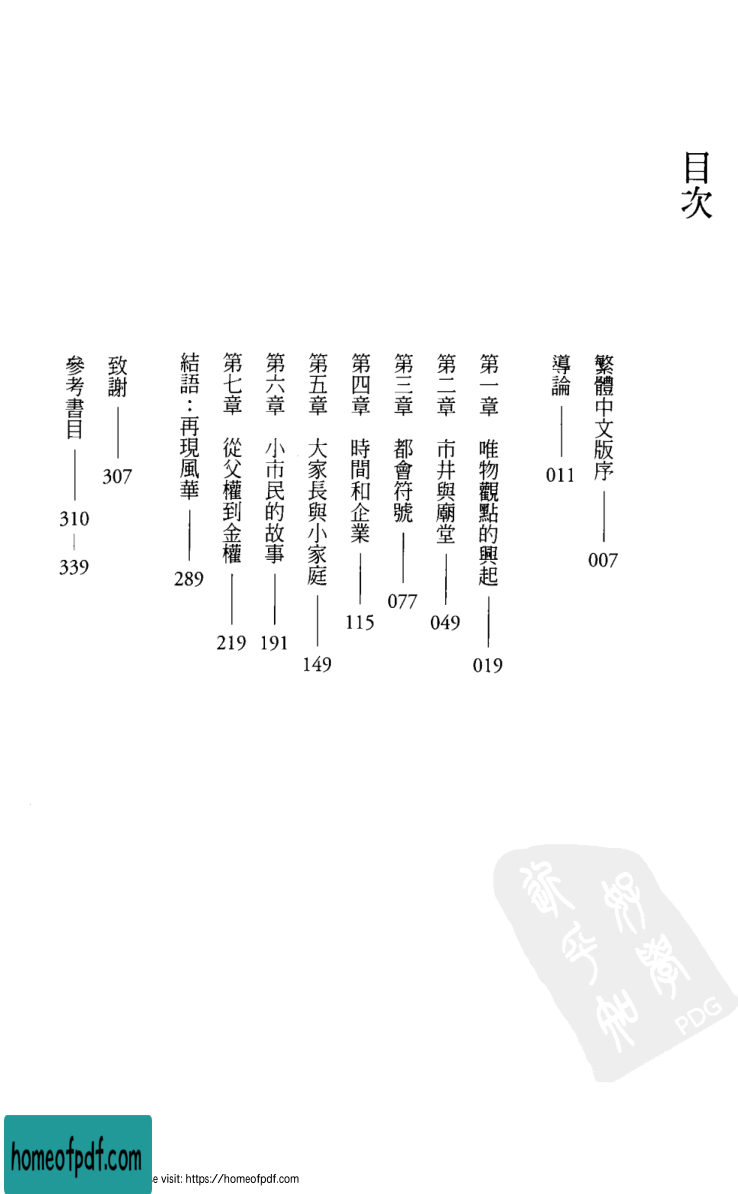 目次
繁體中文版序——007
導論——011
第一章　唯物觀點的興起——019
第二章　市井與廟堂——049
第三章　都會符號——077
第四章　時間和企業——115
第五章　大家長與小家庭——149
第六章　小市民的故事——191
第七章　從父權到金權——219
結語：再現風華——289
致謝——307
參考書目——310—339
PDG
homeofpdf.com
e visit: https://homeofpdf.com